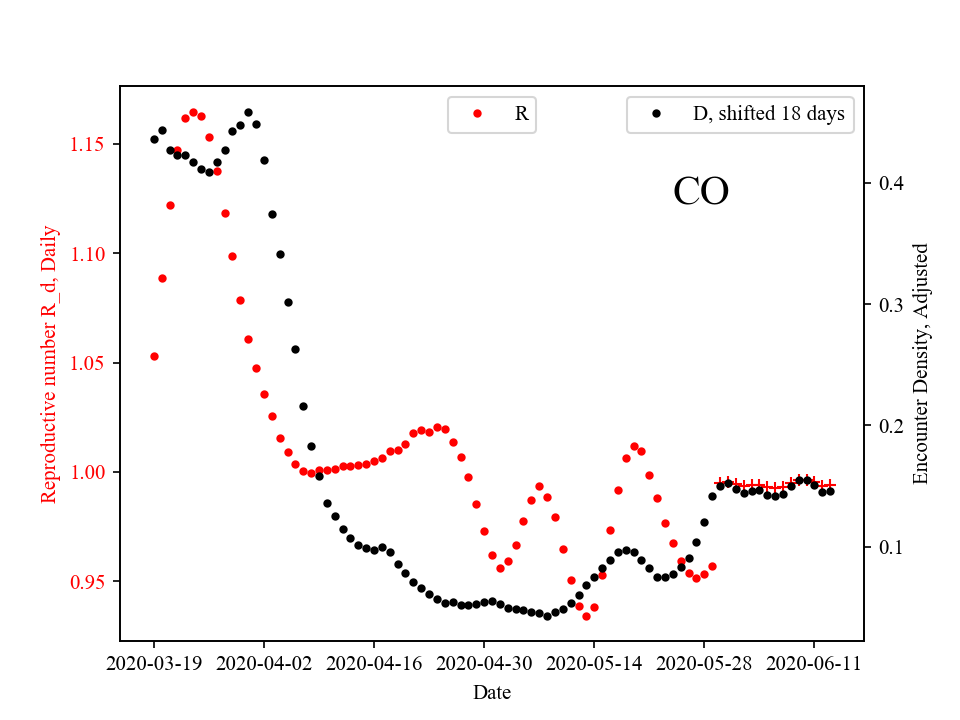 R
D, shifted 18 days
CO
Reproductive number R_d, Daily
1.15
1.10
1.05
1.00
0.95
0.4
0.3
0.2
0.1
Encounter Density, Adjusted
2020-03-19 2020-04-02 2020-04-16 2020-04-30 2020-05-14 2020-05-28 2020-06-11
Date